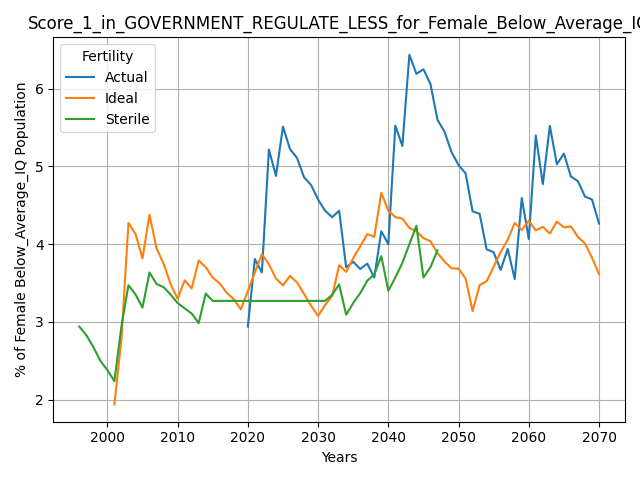 Score_1_in_GOVERNMENT_REGULATE_LESS_for_Female_Below_Average_IQ
Fertility
Actual
Ideal
Sterile
% of Female Below_Average_IQ Population
6
5
4
3
2
2000 2010 2020 2030 2040 2050 2060 2070
Years